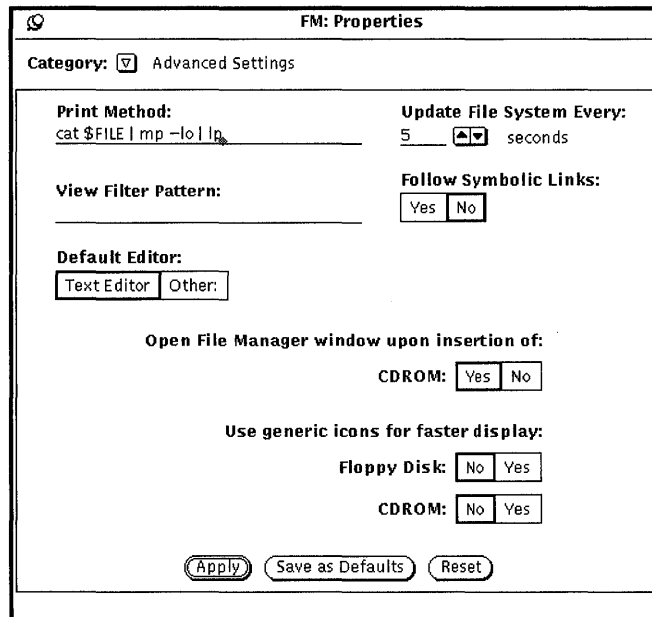 FM: Properties
Category: Advanced Settings
Print Method:
cat $FILE | mp -lo | lp
Update File System Every:
5 seconds
View Filter Pattern:
Follow Symbolic Links:
Yes No
Default Editor:
Text Editor Other:
Open File Manager window upon insertion of:
CDROM: Yes No
Use generic icons for faster display:
Floppy Disk: No Yes
CDROM: No Yes
Apply Save as Defaults Reset